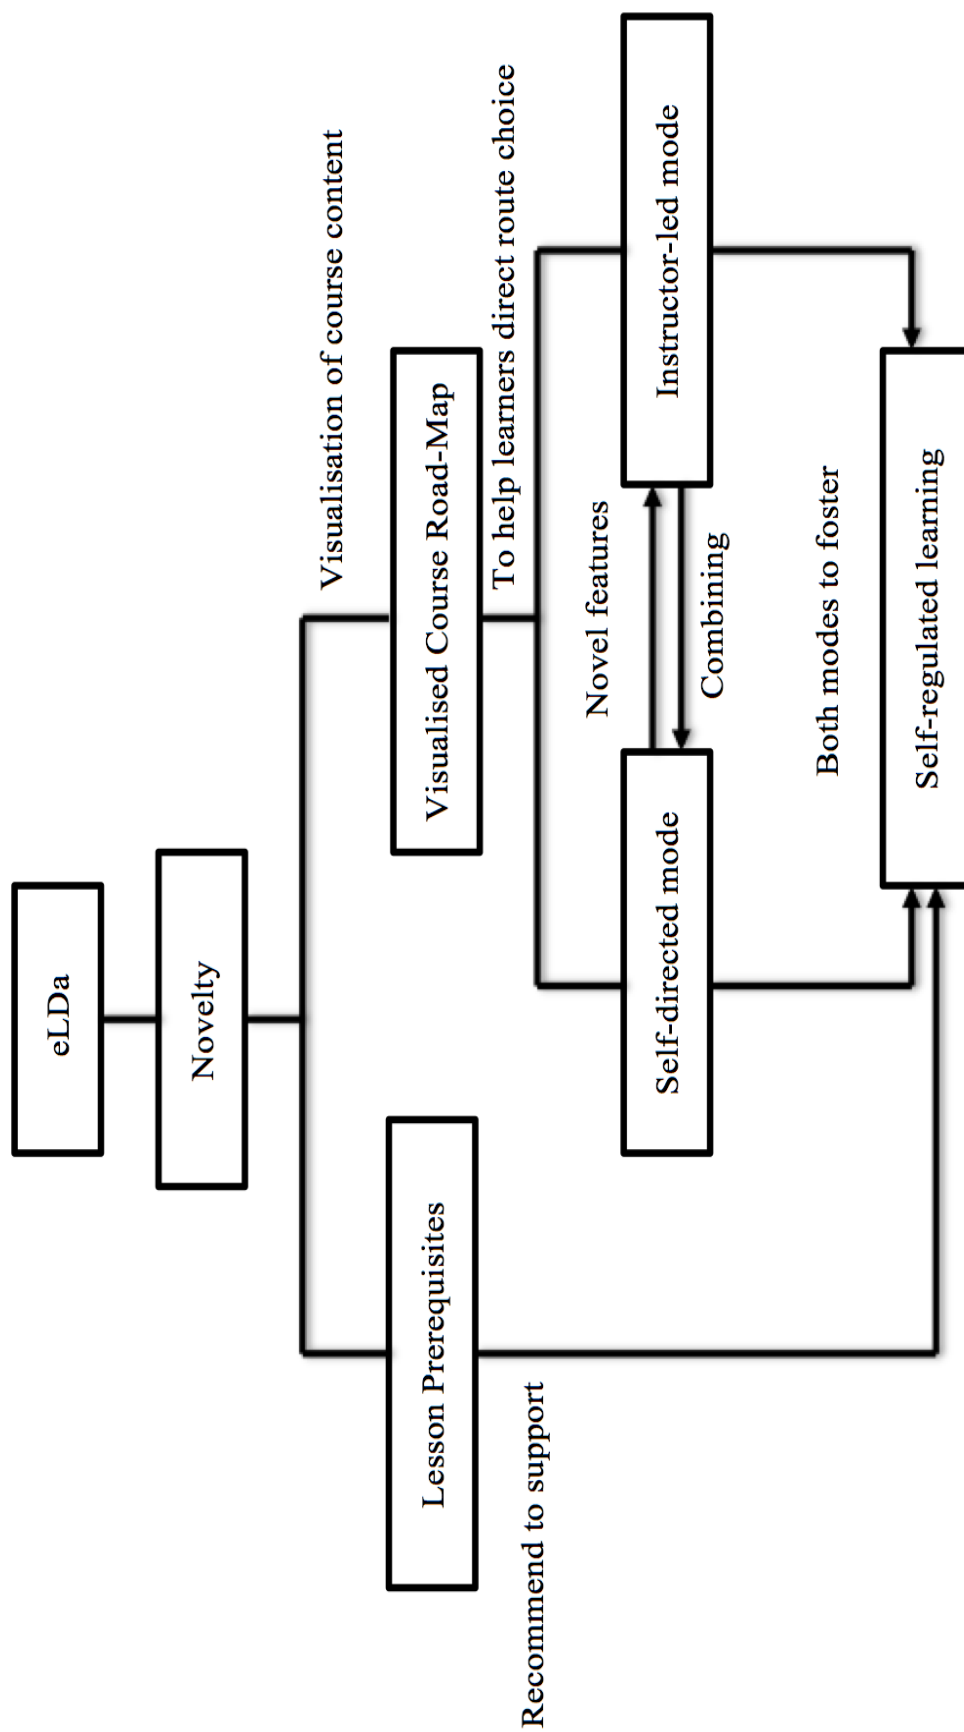 eLDa
Novelty
Visualisation of course content
Lesson Prerequisites
Visualised Course Road-Map
Recommend to support
To help learners direct route choice
Novel features
Self-directed mode
Instructor-led mode
Combining
Both modes to foster
Self-regulated learning